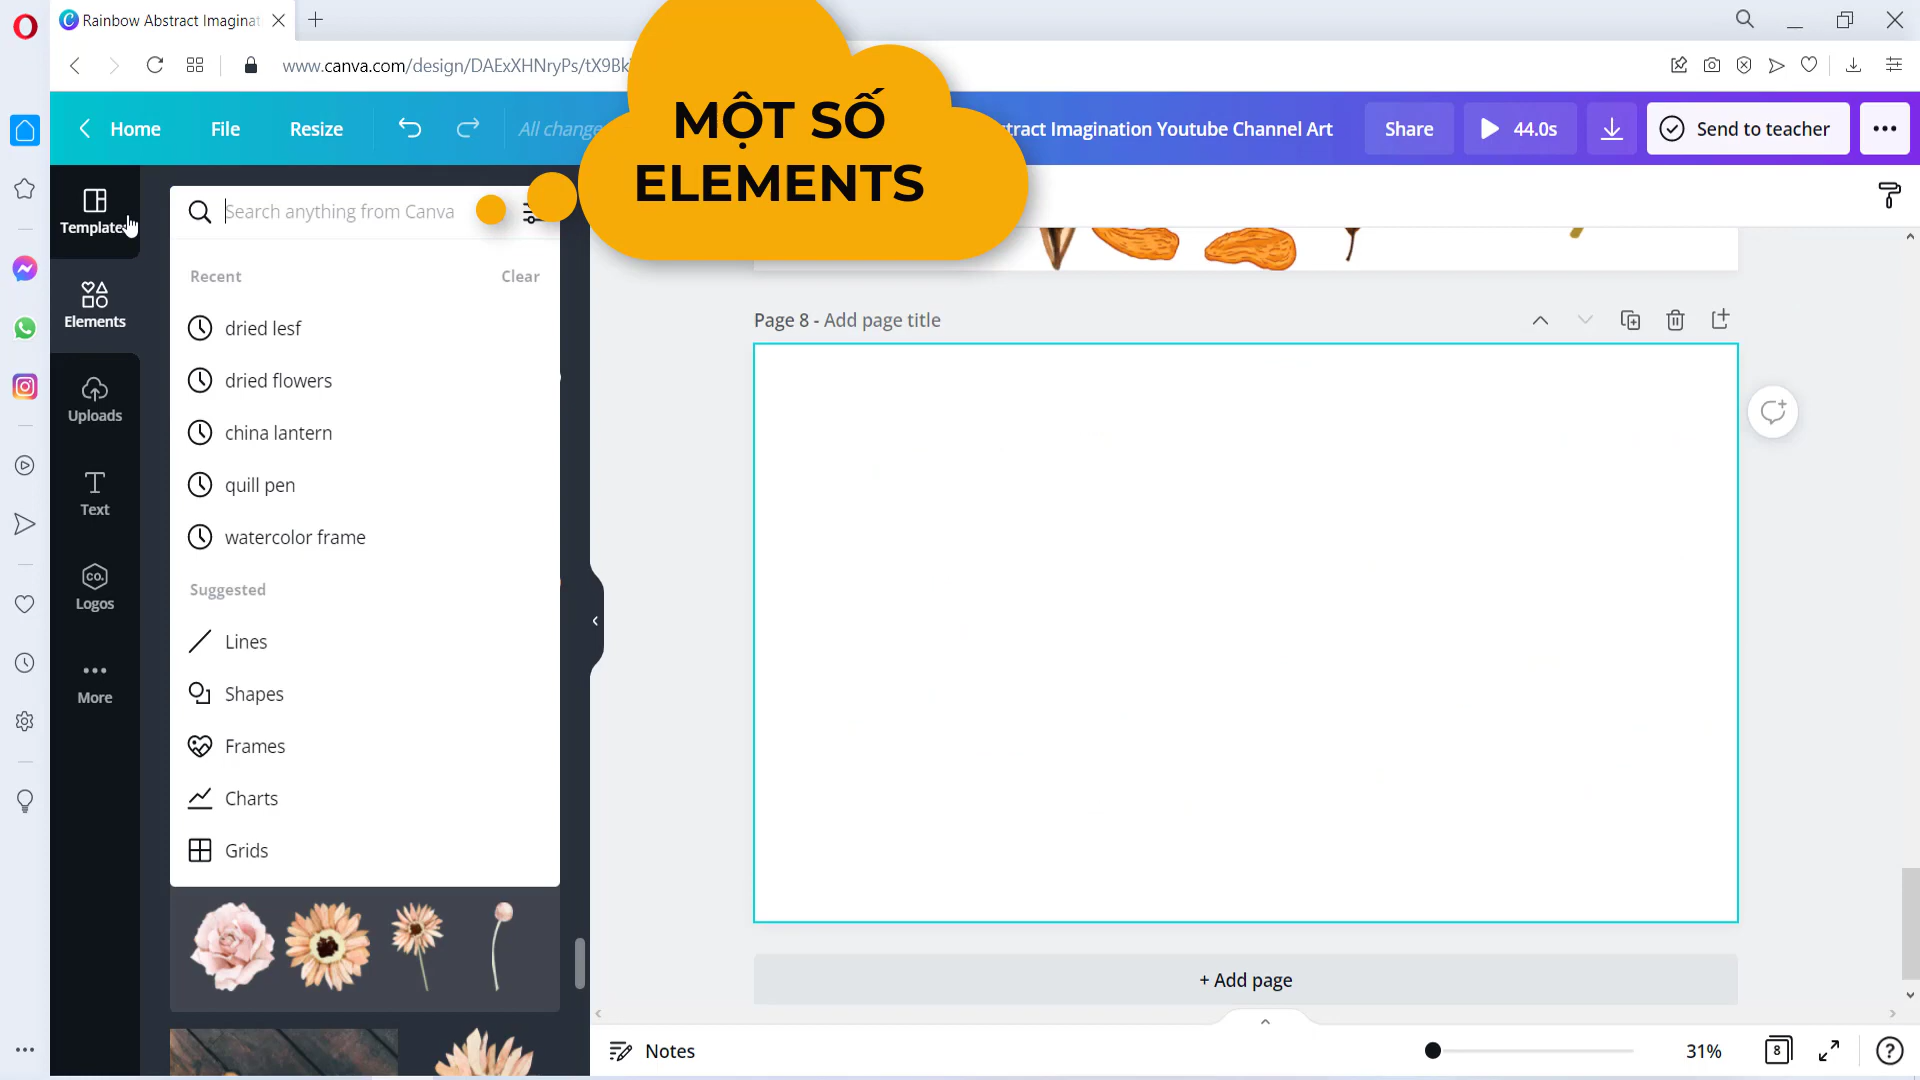 Rainbow Abstract Imaginat
www.canva.com/design/DAExXHNryPs/tX9Bk
MỘT SỐ
ELEMENTS
Home
File
Resize
All change
tract Imagination Youtube Channel Art
Share
44.0s
Send to teacher
Templates
Elements
Uploads
Text
CO.
Logos
More
Search anything from Canva
Recent
Clear
dried lesf
dried flowers
china lantern
quill pen
watercolor frame
Suggested
Lines
Shapes
Frames
Charts
Grids
Page 8 - Add page title
+ Add page
Notes
31%
8